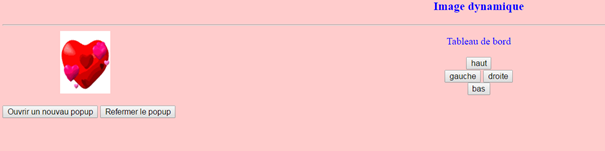 Image dynamique
Tableau de bord
haut
gauche droite
bas
Ouvrir un nouvau popup Refermer le popup